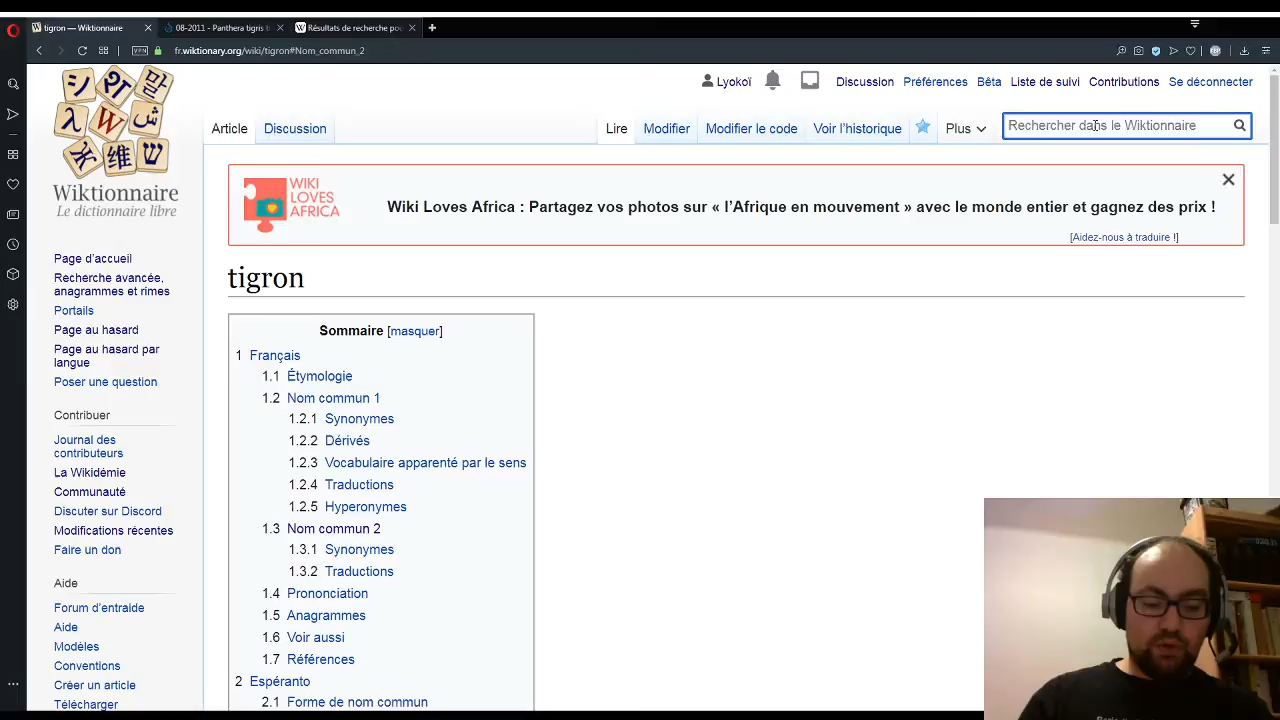 tigron — Wiktionnaire
08-2011 - Panthera tigris ti
Résultats de recherche pou
VPN
fr.wiktionary.org/wiki/tigron#Nom_commun_2
Wiktionnaire
Le dictionnaire libre
Lyokoï
Discussion
Préférences
Bêta
Liste de suivi
Contributions
Se déconnecter
Article
Discussion
Lire
Modifier
Modifier le code
Voir l’historique
Plus
Rechercher dans le Wiktionnaire
WIKI
LOVES
AFRICA
Wiki Loves Africa : Partagez vos photos sur « l’Afrique en mouvement » avec le monde entier et gagnez des prix !
[Aidez-nous à traduire !]
Page d’accueil
Recherche avancée,
anagrammes et rimes
Portails
Page au hasard
Page au hasard par
langue
Poser une question
Contribuer
Journal des
contributeurs
La Wikidémie
Communauté
Discuter sur Discord
Modifications récentes
Faire un don
Aide
Forum d’entraide
Aide
Modèles
Conventions
Créer un article
Télécharger
tigron
Sommaire [masquer]
1 Français
1.1 Étymologie
1.2 Nom commun 1
1.2.1 Synonymes
1.2.2 Dérivés
1.2.3 Vocabulaire apparenté par le sens
1.2.4 Traductions
1.2.5 Hyperonymes
1.3 Nom commun 2
1.3.1 Synonymes
1.3.2 Traductions
1.4 Prononciation
1.5 Anagrammes
1.6 Voir aussi
1.7 Références
2 Espéranto
2.1 Forme de nom commun